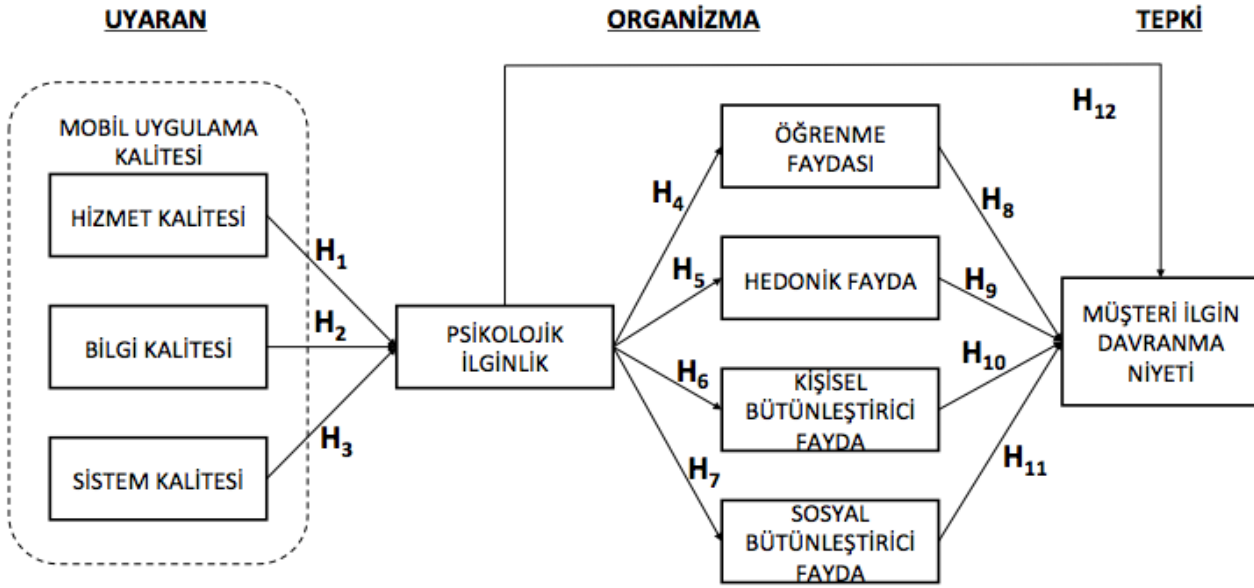 UYARAN
ORGANİZMA
TEPKİ
MOBİL UYGULAMA
KALİTESİ
HİZMET KALİTESİ
BİLGİ KALİTESİ
SİSTEM KALİTESİ
H1
H2
H3
PSİKOLOJİK
İLGİNLİK
H4
H5
H6
H7
ÖĞRENME
FAYDASI
HEDONİK FAYDA
KİŞİSEL
BÜTÜNLEŞTİRİCİ
FAYDA
SOSYAL
BÜTÜNLEŞTİRİCİ
FAYDA
H8
H9
H10
H11
H12
MÜŞTERİ İLGİN
DAVRANMA
NİYETİ